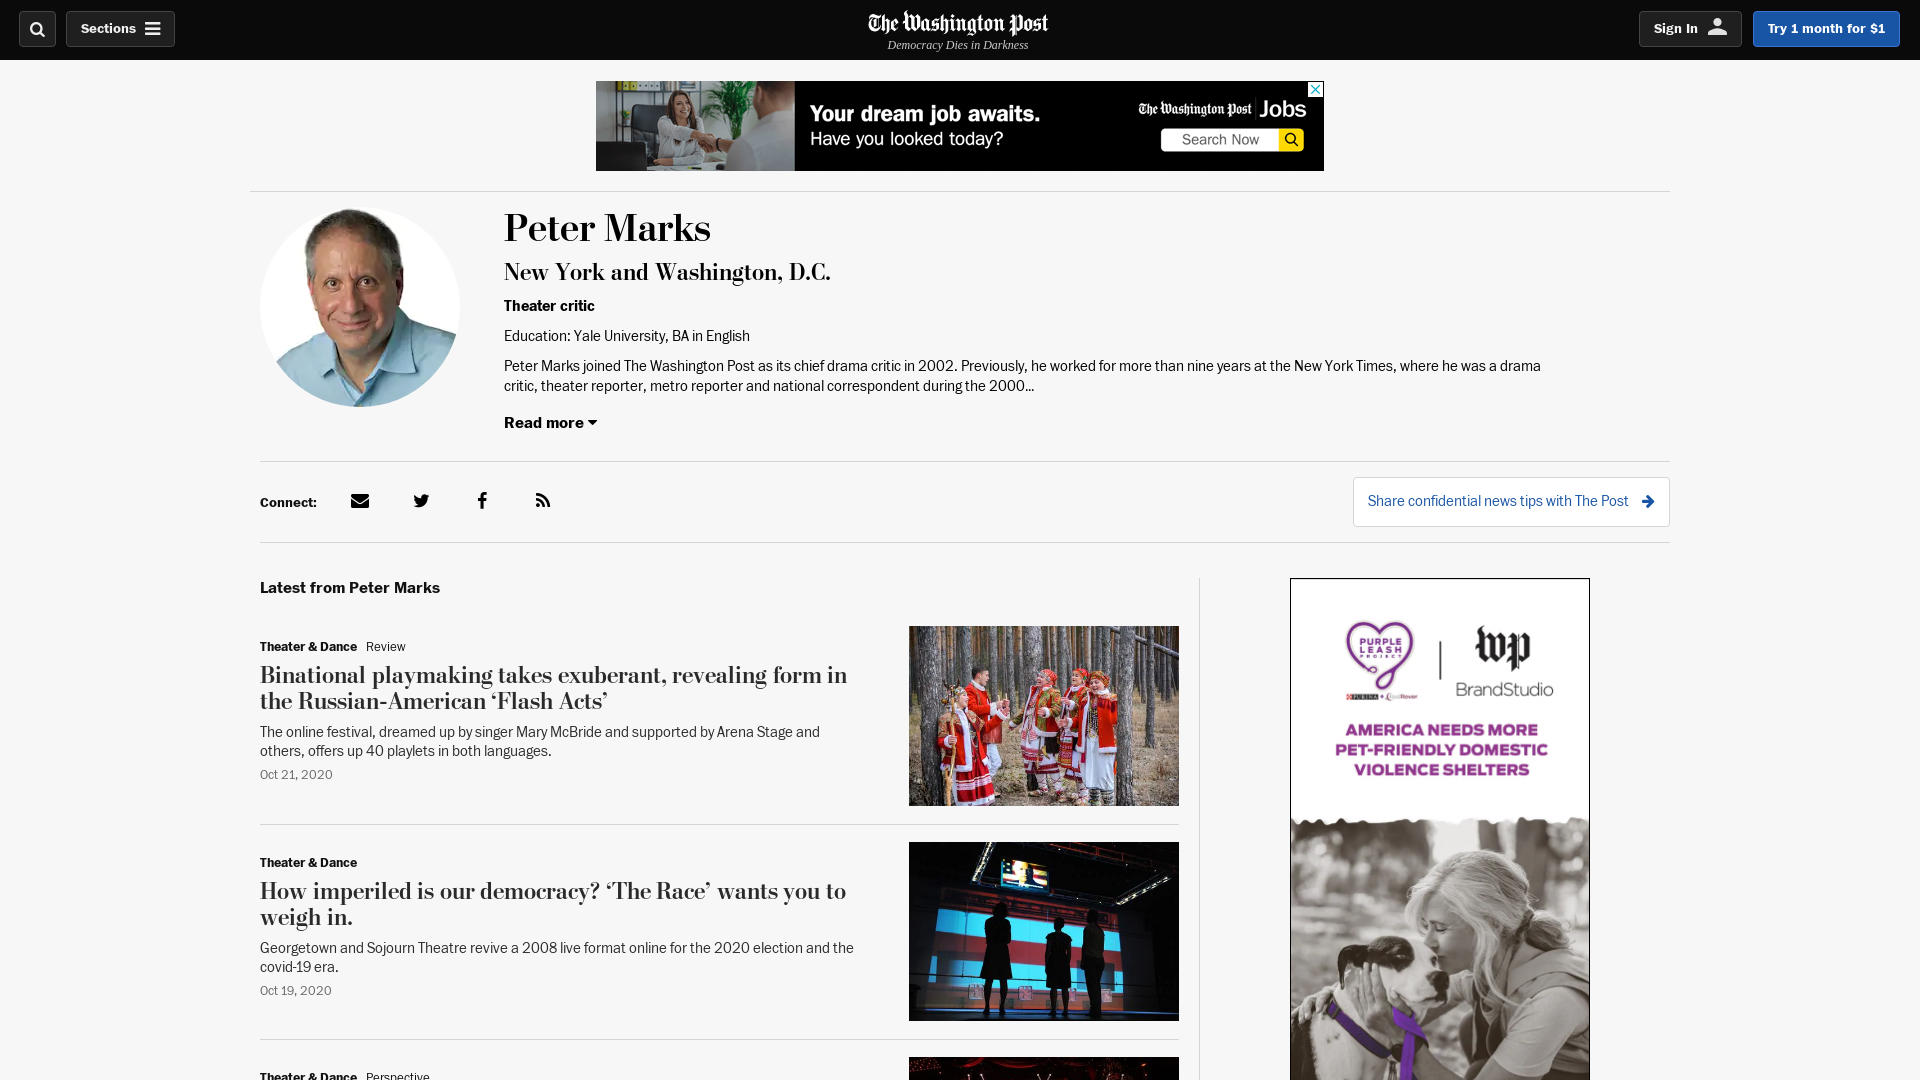 Sections
The Washington Post
Democracy Dies in Darkness
Sign In
Try 1 month for $1
Your dream job awaits.
Have you looked today?
The Washington Post Jobs
Search Now
Peter Marks
New York and Washington, D.C.
Theater critic
Education: Yale University, BA in English
Peter Marks joined The Washington Post as its chief drama critic in 2002. Previously, he worked for more than nine years at the New York Times, where he was a drama
critic, theater reporter, metro reporter and national correspondent during the 2000...
Read more
Connect:
Share confidential news tips with The Post
Latest from Peter Marks
Theater & Dance Review
Binational playmaking takes exuberant, revealing form in
the Russian-American ‘Flash Acts’
The online festival, dreamed up by singer Mary McBride and supported by Arena Stage and
others, offers up 40 playlets in both languages.
Oct 21, 2020
Theater & Dance
How imperiled is our democracy? ‘The Race’ wants you to
weigh in.
Georgetown and Sojourn Theatre revive a 2008 live format online for the 2020 election and the
covid-19 era.
Oct 19, 2020
Theater & Dance Perspective
PURPLE
LEASH
PROJECT
PURINA + RedRover
wp
BrandStudio
AMERICA NEEDS MORE
PET-FRIENDLY DOMESTIC
VIOLENCE SHELTERS